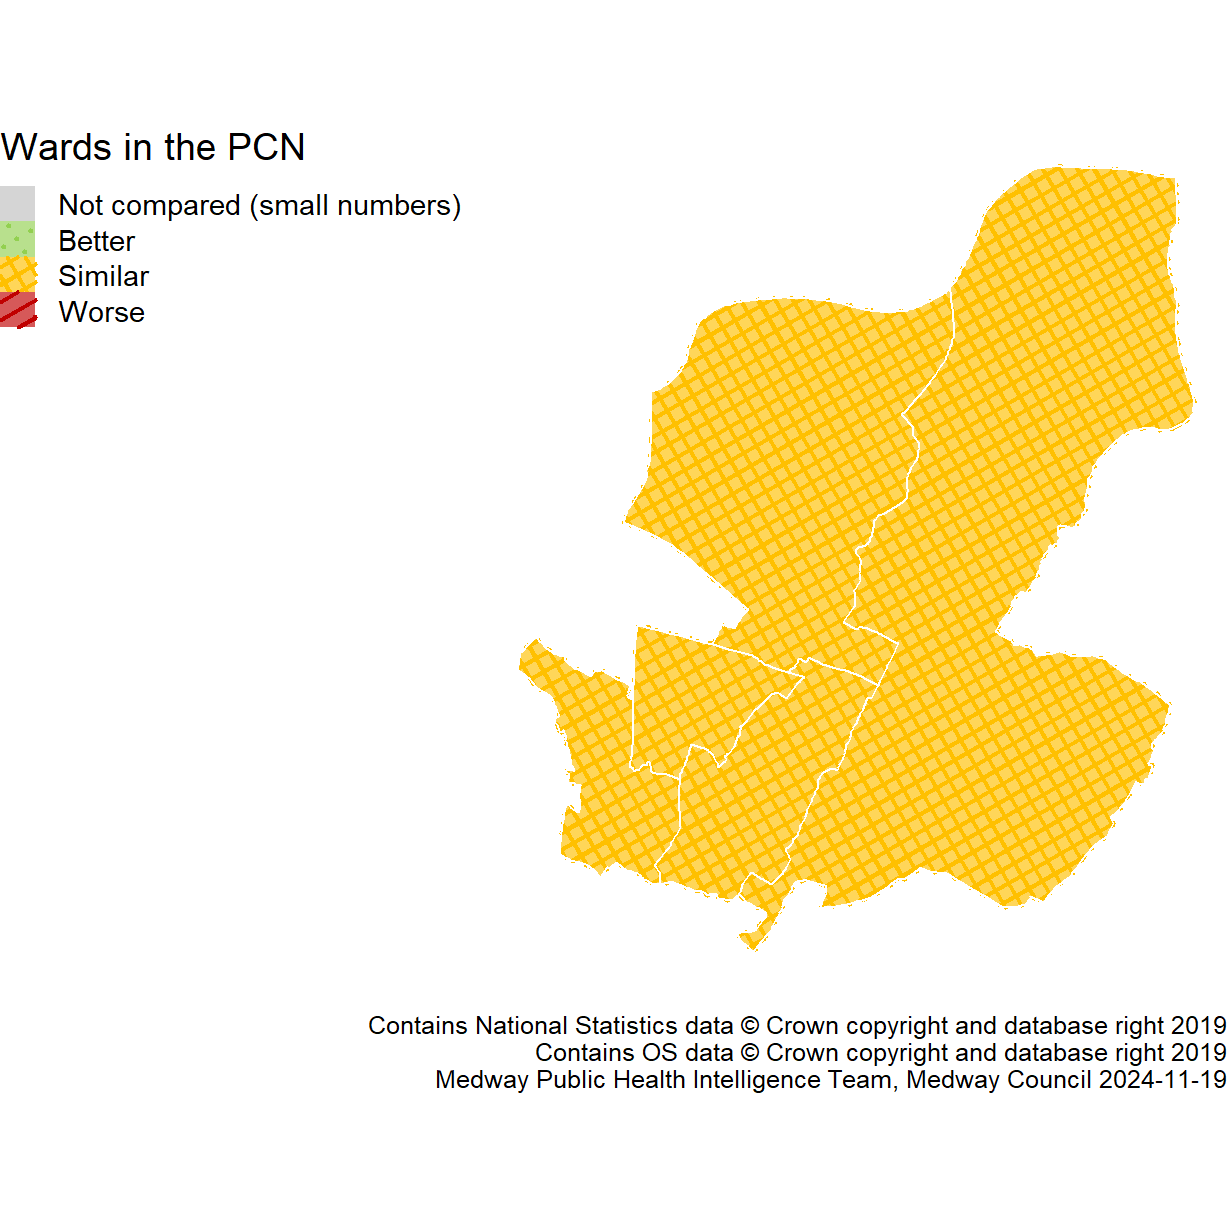 Wards in the PCN
Not compared (small numbers)
Better
Similar
Worse
Contains National Statistics data © Crown copyright and database right 2019
Contains OS data © Crown copyright and database right 2019
Medway Public Health Intelligence Team, Medway Council 2024-11-19